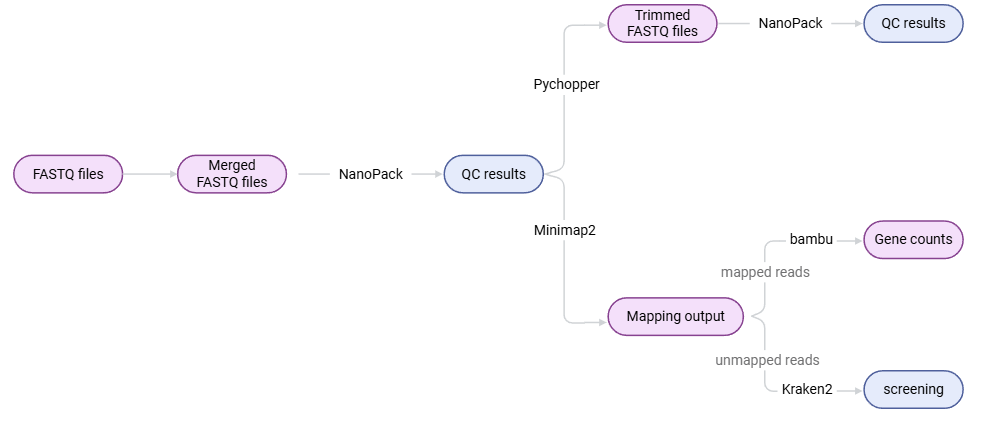 Trimmed
FASTQ files
NanoPack
QC results
Pychopper
FASTQ files
Merged
FASTQ files
NanoPack
QC results
Minimap2
bambu
Gene counts
mapped reads
Mapping output
unmapped reads
Kraken2
screening